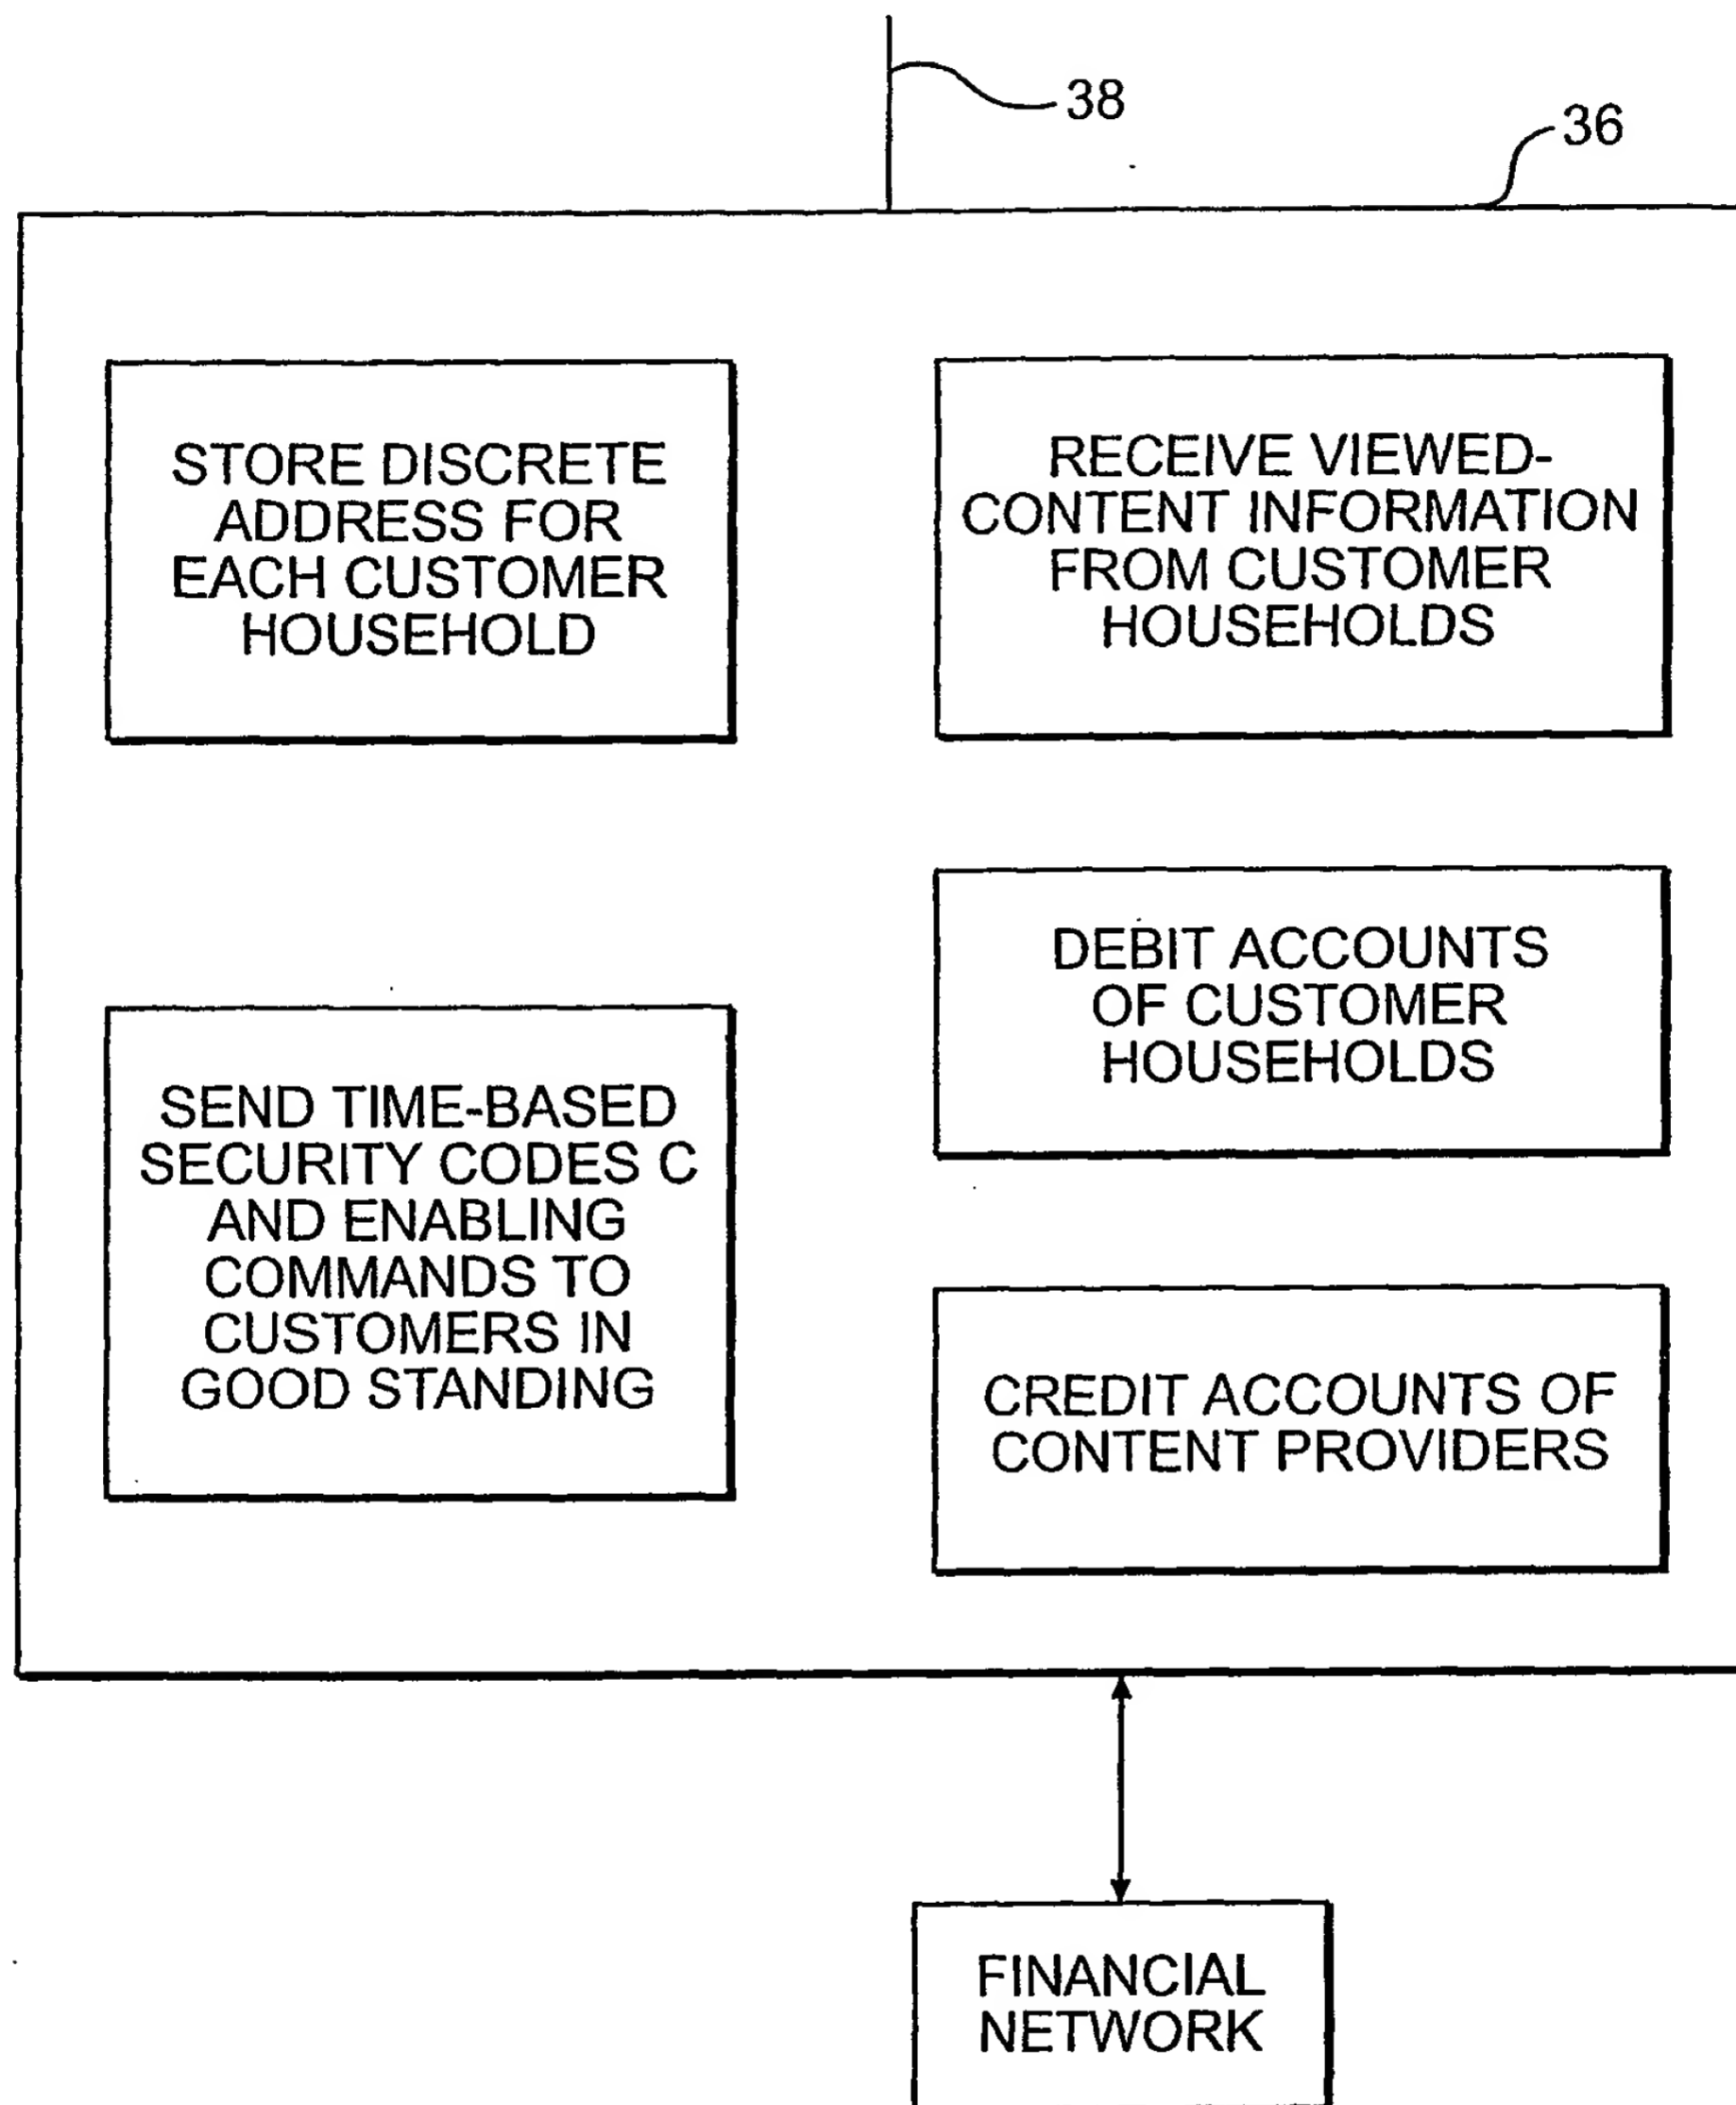 38
36
STORE DISCRETE
ADDRESS FOR
EACH CUSTOMER
HOUSEHOLD
RECEIVE VIEWED-
CONTENT INFORMATION
FROM CUSTOMER
HOUSEHOLDS
DEBIT ACCOUNTS
OF CUSTOMER
HOUSEHOLDS
SEND TIME-BASED
SECURITY CODES C
AND ENABLING
COMMANDS TO
CUSTOMERS IN
GOOD STANDING
CREDIT ACCOUNTS OF
CONTENT PROVIDERS
FINANCIAL
NETWORK